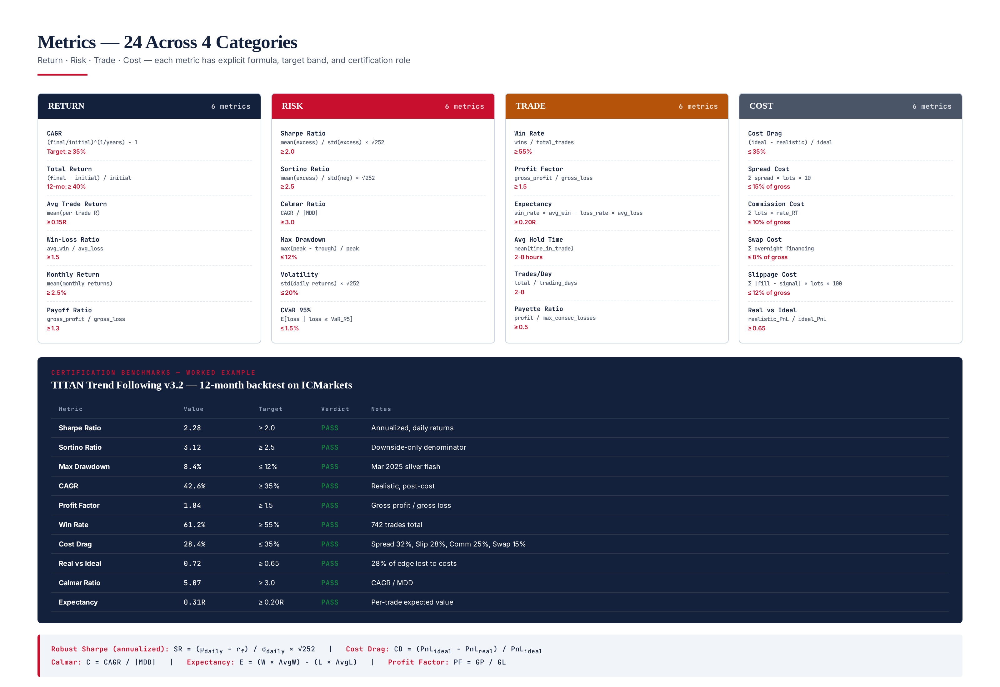 Metrics — 24 Across 4 Categories
Return · Risk · Trade · Cost — each metric has explicit formula, target band, and certification role
RETURN 6 metrics
CAGR
(final/initial)^(1/years) - 1
Target: ≥ 35%
Total Return
(final - initial) / initial
12-mo: ≥ 40%
Avg Trade Return
mean(per-trade R)
≥ 0.15R
Win-Loss Ratio
avg_win / avg_loss
≥ 1.5
Monthly Return
mean(monthly returns)
≥ 2.5%
Payoff Ratio
gross_profit / gross_loss
≥ 1.3
RISK 6 metrics
Sharpe Ratio
mean(excess) / std(excess) × √252
≥ 2.0
Sortino Ratio
mean(excess) / std(neg) × √252
≥ 2.5
Calmar Ratio
CAGR / |MDD|
≥ 3.0
Max Drawdown
max(peak - trough) / peak
≤ 12%
Volatility
std(daily returns) × √252
≤ 20%
CVaR 95%
E[loss | loss ≤ VaR_95]
≤ 1.5%
TRADE 6 metrics
Win Rate
wins / total_trades
≥ 55%
Profit Factor
gross_profit / gross_loss
≥ 1.5
Expectancy
win_rate × avg_win - loss_rate × avg_loss
≥ 0.20R
Avg Hold Time
mean(time_in_trade)
2-8 hours
Trades/Day
total / trading_days
2-8
Payette Ratio
profit / max_consec_losses
≥ 0.5
COST 6 metrics
Cost Drag
(ideal - realistic) / ideal
≤ 35%
Spread Cost
Σ spread × lots × 10
≤ 15% of gross
Commission Cost
Σ lots × rate_RT
≤ 10% of gross
Swap Cost
Σ overnight financing
≤ 8% of gross
Slippage Cost
Σ |fill - signal| × lots × 100
≤ 12% of gross
Real vs Ideal
realistic_PnL / ideal_PnL
≥ 0.65
CERTIFICATION BENCHMARKS — WORKED EXAMPLE
TITAN Trend Following v3.2 — 12-month backtest on ICMarkets
Metric Value Target Verdict Notes
Sharpe Ratio 2.28 ≥ 2.0 PASS Annualized, daily returns
Sortino Ratio 3.12 ≥ 2.5 PASS Downside-only denominator
Max Drawdown 8.4% ≤ 12% PASS Mar 2025 silver flash
CAGR 42.6% ≥ 35% PASS Realistic, post-cost
Profit Factor 1.84 ≥ 1.5 PASS Gross profit / gross loss
Win Rate 61.2% ≥ 55% PASS 742 trades total
Cost Drag 28.4% ≤ 35% PASS Spread 32%, Slip 28%, Comm 25%, Swap 15%
Real vs Ideal 0.72 ≥ 0.65 PASS 28% of edge lost to costs
Calmar Ratio 5.07 ≥ 3.0 PASS CAGR / MDD
Expectancy 0.31R ≥ 0.20R PASS Per-trade expected value
Robust Sharpe (annualized): SR = (μdaily - rf) / σdaily × √252 | Cost Drag: CD = (PnLideal - PnLreal) / PnLideal
Calmar: C = CAGR / |MDD| | Expectancy: E = (W × AvgW) - (L × AvgL) | Profit Factor: PF = GP / GL